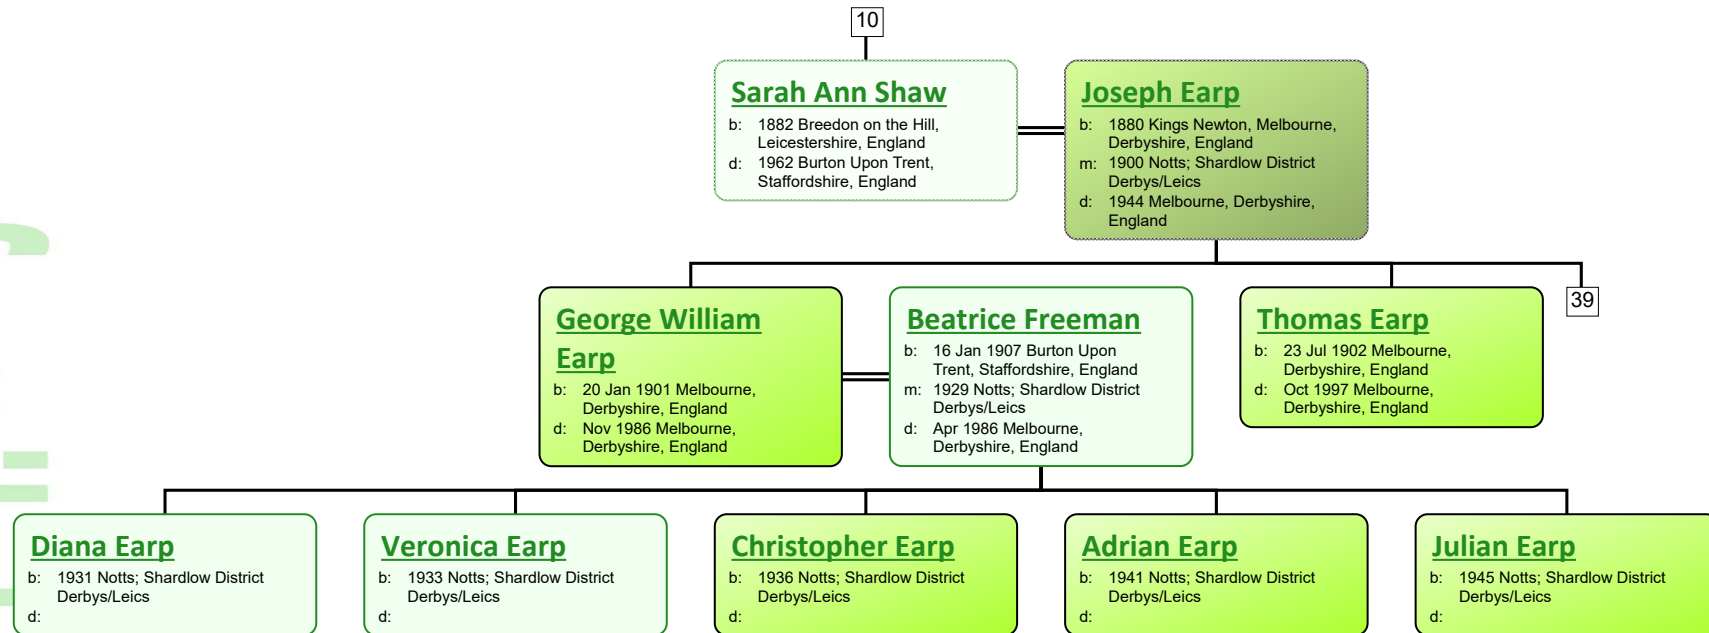 10
Sarah Ann Shaw
b: 1882 Breedon on the Hill,
Leicestershire, England
d: 1962 Burton Upon Trent,
Staffordshire, England
Joseph Earp
b: 1880 Kings Newton, Melbourne,
Derbyshire, England
m: 1900 Notts; Shardlow District
Derbys/Leics
d: 1944 Melbourne, Derbyshire,
England
George William
Earp
b: 20 Jan 1901 Melbourne,
Derbyshire, England
d: Nov 1986 Melbourne,
Derbyshire, England
Beatrice Freeman
b: 16 Jan 1907 Burton Upon
Trent, Staffordshire, England
m: 1929 Notts; Shardlow District
Derbys/Leics
d: Apr 1986 Melbourne,
Derbyshire, England
Thomas Earp
b: 23 Jul 1902 Melbourne,
Derbyshire, England
d: Oct 1997 Melbourne,
Derbyshire, England
39
Diana Earp
b: 1931 Notts; Shardlow District
Derbys/Leics
d:
Veronica Earp
b: 1933 Notts; Shardlow District
Derbys/Leics
d:
Christopher Earp
b: 1936 Notts; Shardlow District
Derbys/Leics
d:
Adrian Earp
b: 1941 Notts; Shardlow District
Derbys/Leics
d:
Julian Earp
b: 1945 Notts; Shardlow District
Derbys/Leics
d: